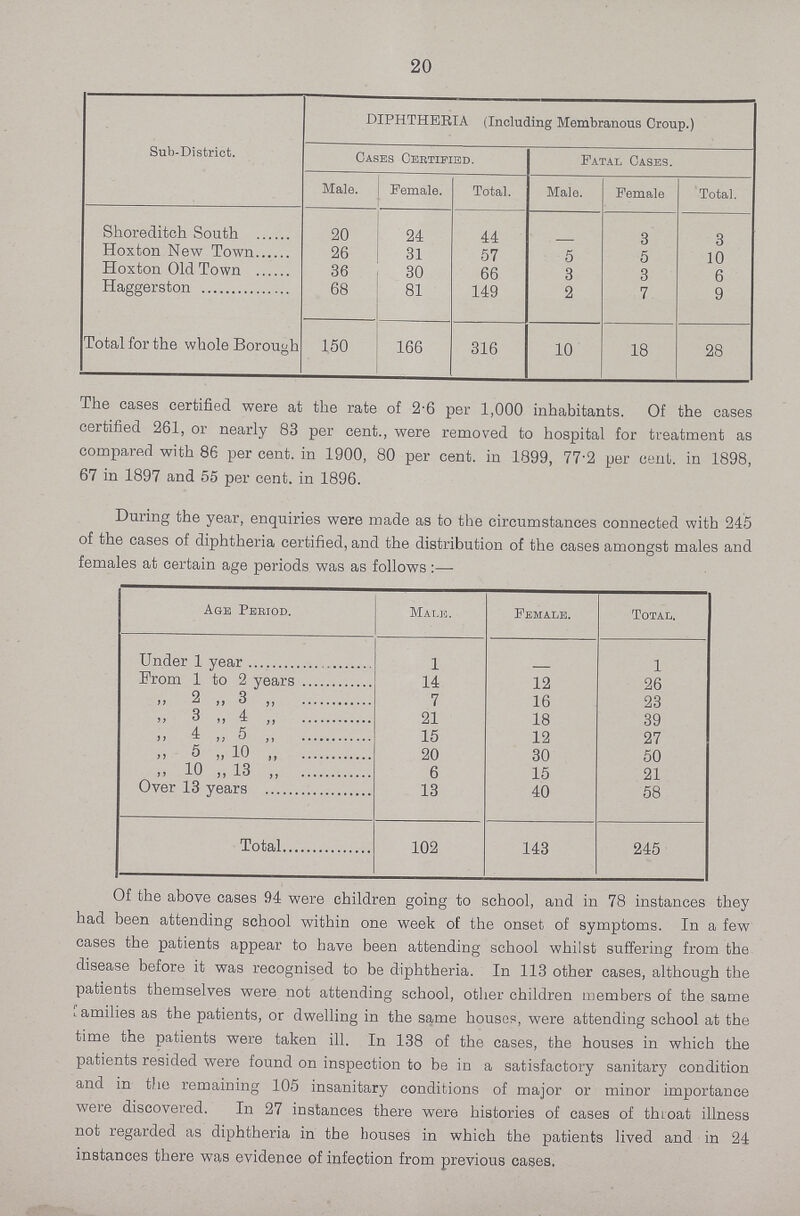 20
DIPHTHERIA (Including Membranous Croup.)
Sub-District. Cases Certified. Fatal Cases.
Male. Female. Total. Male. Female Total.
Shoreditch South ...... 20 24 44 — 3 3
Hoxton New Town...... 26 31 57 5 5 10
Hoxton Old Town ...... 36 30 66 3 3 6
Haggerston ............... 68 81 149 2 7 9
Total for the whole Borough 150 166 316 10 18 28
The cases certified were at the rate of 2·6 per 1,000 inhabitants. Of the cases
certified 261, or nearly 83 per cent., were removed to hospital for treatment as
compared with 86 per cent. in 1900, 80 per cent. in 1899, 77·2 per cent. in 1898,
67 in 1897 and 55 per cent. in 1896.
During the year, enquiries were made as to the circumstances connected with 245
of the cases of diphtheria certified, and the distribution of the cases amongst males and
females at certain age periods was as follows :—
Age Period. Male. Female. Total.
Under 1 year ..................... 1 — 1
From 1 to 2 years ............ 14 12 26
,, 2 ,, 3 ,, ............ 7 16 23
,, 3 ,, 4 ,, ............ 21 18 39
,, 4 ,, 5 ,, ............ 15 12 27
,, 5 ,, 10 ,, ............ 20 30 50
,, 10 ,, 13 ,, ............ 6 15 21
Over 13 years .................. 13 40 58
Total............... 102 143 245
Of the above cases 94 were children going to school, and in 78 instances they
had been attending school within one week of the onset of symptoms. In a few
cases the patients appear to have been attending school whilst suffering from the
disease before it was recognised to be diphtheria. In 113 other cases, although the
patients themselves were not attending school, other children members of the same
families as the patients, or dwelling in the same houses, were attending school at the
time the patients were taken ill. In 138 of the cases, the houses in which the
patients resided were found on inspection to be in a satisfactory sanitary condition
and in the remaining 105 insanitary conditions of major or minor importance
were discovered. In 27 instances there were histories of cases of throat illness
not regarded as diphtheria in the houses in which the patients lived and in 24
instances there was evidence of infection from previous cases.